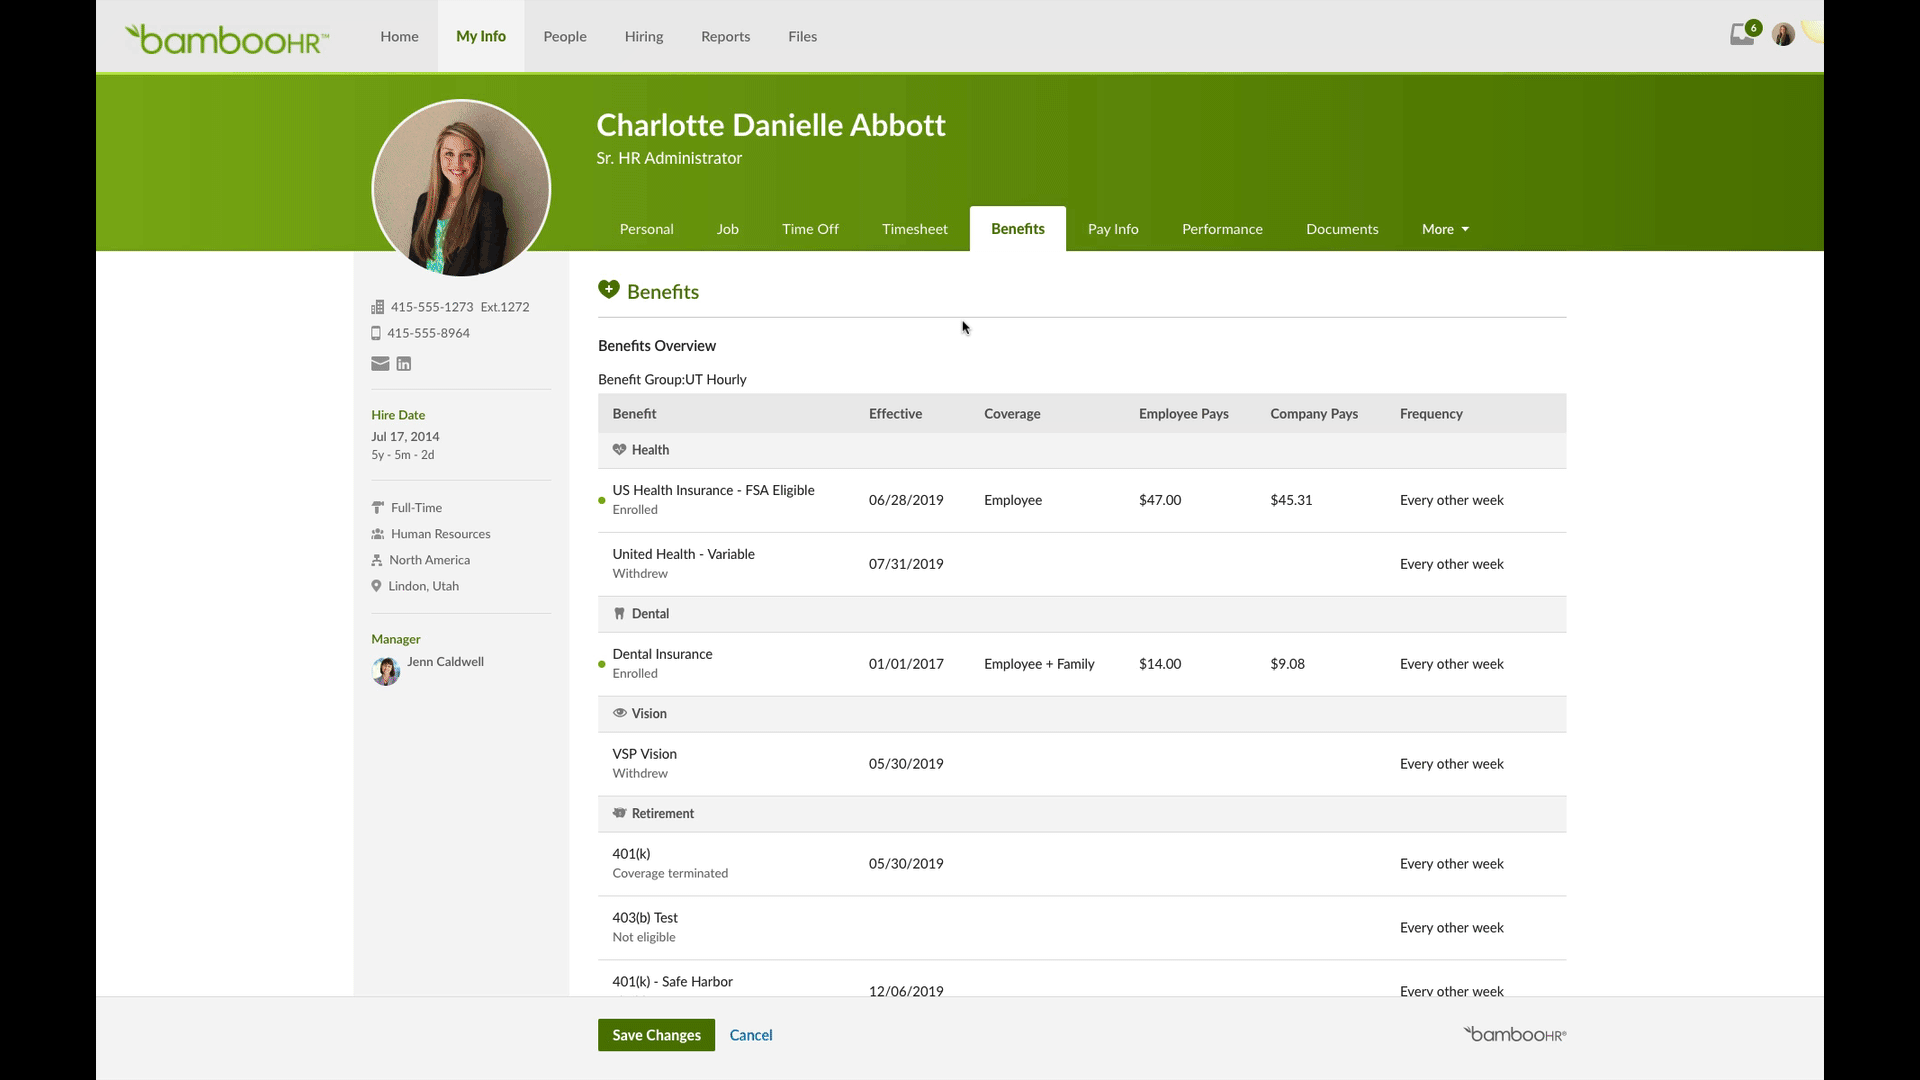 bambooHR™ Home My Info People Hiring Reports Files 6
Charlotte Danielle Abbott
Sr. HR Administrator
Personal Job Time Off Timesheet Benefits Pay Info Performance Documents More
415-555-1273 Ext.1272
415-555-8964
in
Hire Date
Jul 17, 2014
5y - 5m - 2d
Full-Time
Human Resources
North America
Lindon, Utah
Manager
Jenn Caldwell
Benefits
Benefits Overview
Benefit Group:UT Hourly
Benefit Effective Coverage Employee Pays Company Pays Frequency
Health
US Health Insurance - FSA Eligible
Enrolled
06/28/2019 Employee $47.00 $45.31 Every other week
United Health - Variable
Withdrew
07/31/2019 Every other week
Dental
Dental Insurance
Enrolled
01/01/2017 Employee + Family $14.00 $9.08 Every other week
Vision
VSP Vision
Withdrew
05/30/2019 Every other week
Retirement
401(k)
Coverage terminated
05/30/2019 Every other week
403(b) Test
Not eligible
Every other week
401(k) - Safe Harbor
12/06/2019 Every other week
Save Changes Cancel bambooHR®